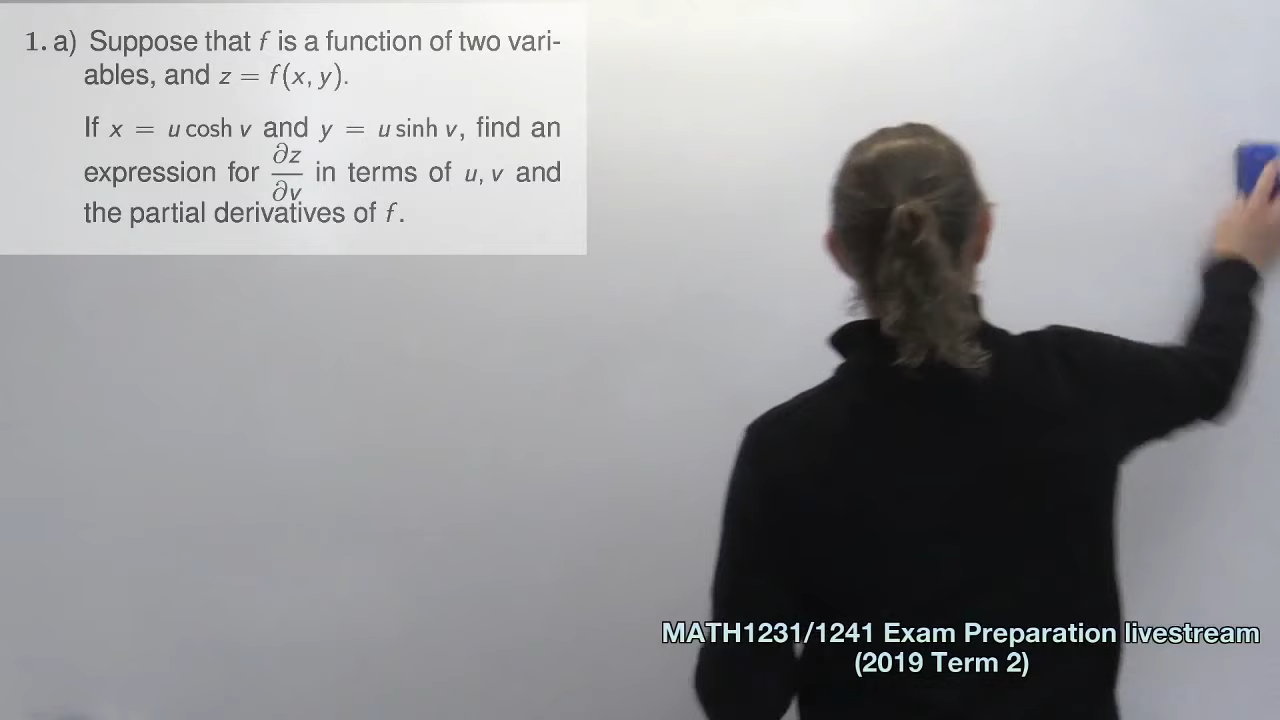 1. a) Suppose that f is a function of two vari-
ables, and z = f(x, y).
If x = u cosh v and y = u sinh v, find an
expression for ∂z/∂v in terms of u, v and
the partial derivatives of f.
MATH1231/1241 Exam Preparation livestream
(2019 Term 2)